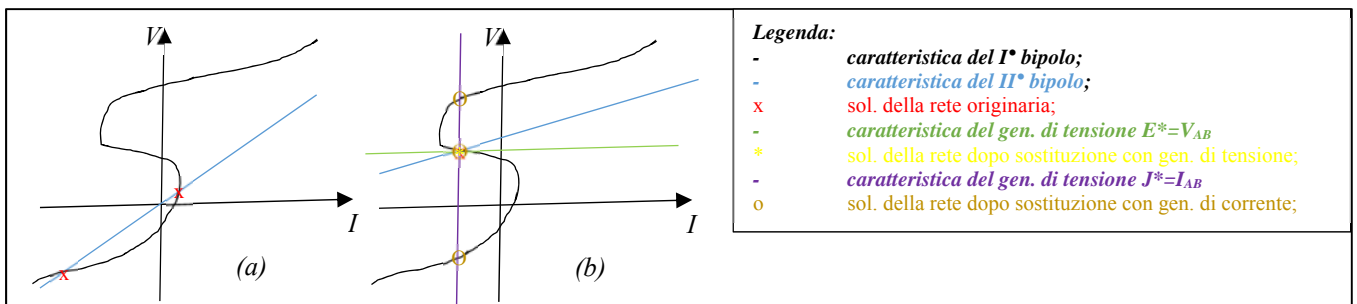 V
I
(a)
V
I
(b)
Legenda:
- caratteristica del I• bipolo;
- caratteristica del II• bipolo;
x sol. della rete originaria;
- caratteristica del gen. di tensione E*=VAB
* sol. della rete dopo sostituzione con gen. di tensione;
- caratteristica del gen. di tensione J*=IAB
o sol. della rete dopo sostituzione con gen. di corrente;